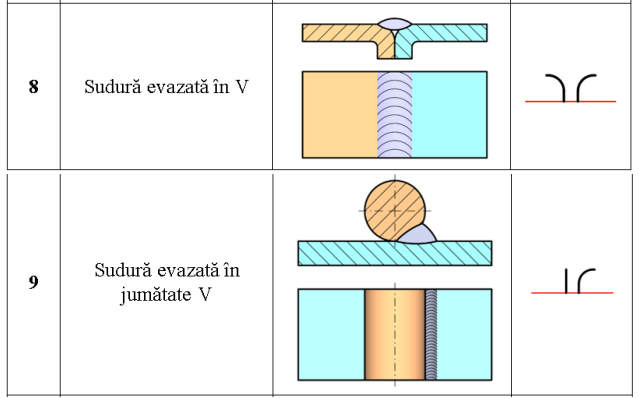 8
Sudură evazată în V
9
Sudură evazată în
jumătate V